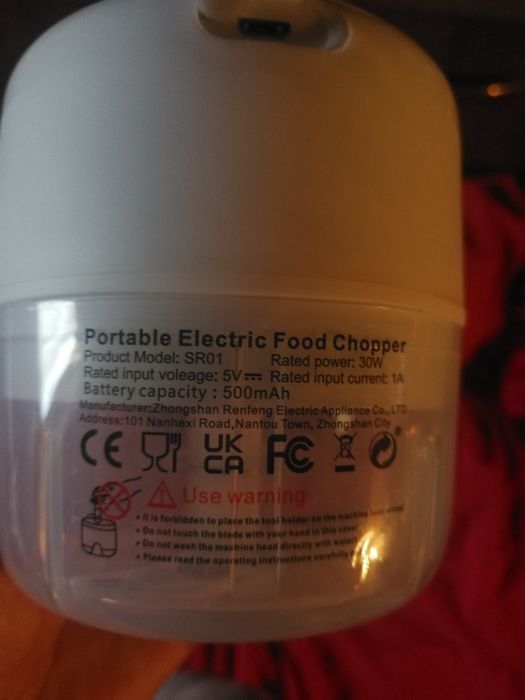 Portable Electric Food Chopper
Product Model: SR01 Rated power: 30W
Rated input voleage: 5V⎓ Rated input current: 1A
Battery capacity : 500mAh
Manufacturer:Zhongshan Renfeng Electric Appliance Co., LTD
Address:101 Nanhexi Road,Nantou Town, Zhongshan City
CE UK CA FC
Use warning
• It is forbidden to place the tool holder on the machine
• Do not touch the blade with your hand in this case!
• Do not wash the machine head directly with water!
• Please read the operating instructions carefully